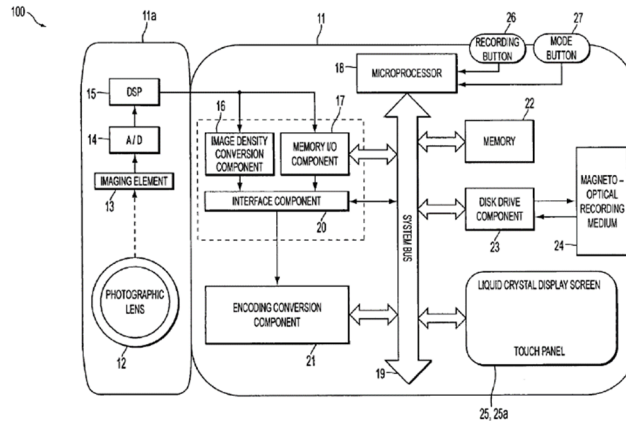 100
11a
11
26
27
RECORDING
BUTTON
MODE
BUTTON
18
MICROPROCESSOR
15
DSP
16
17
14
A/D
IMAGE DENSITY
CONVERSION
COMPONENT
MEMORY I/O
COMPONENT
22
MEMORY
IMAGING ELEMENT
13
INTERFACE COMPONENT
20
SYSTEM BUS
DISK DRIVE
COMPONENT
23
MAGNETO –
OPTICAL
RECORDING
MEDIUM
24
PHOTOGRAPHIC
LENS
12
ENCODING CONVERSION
COMPONENT
21
LIQUID CRYSTAL DISPLAY SCREEN
TOUCH PANEL
19
25, 25a